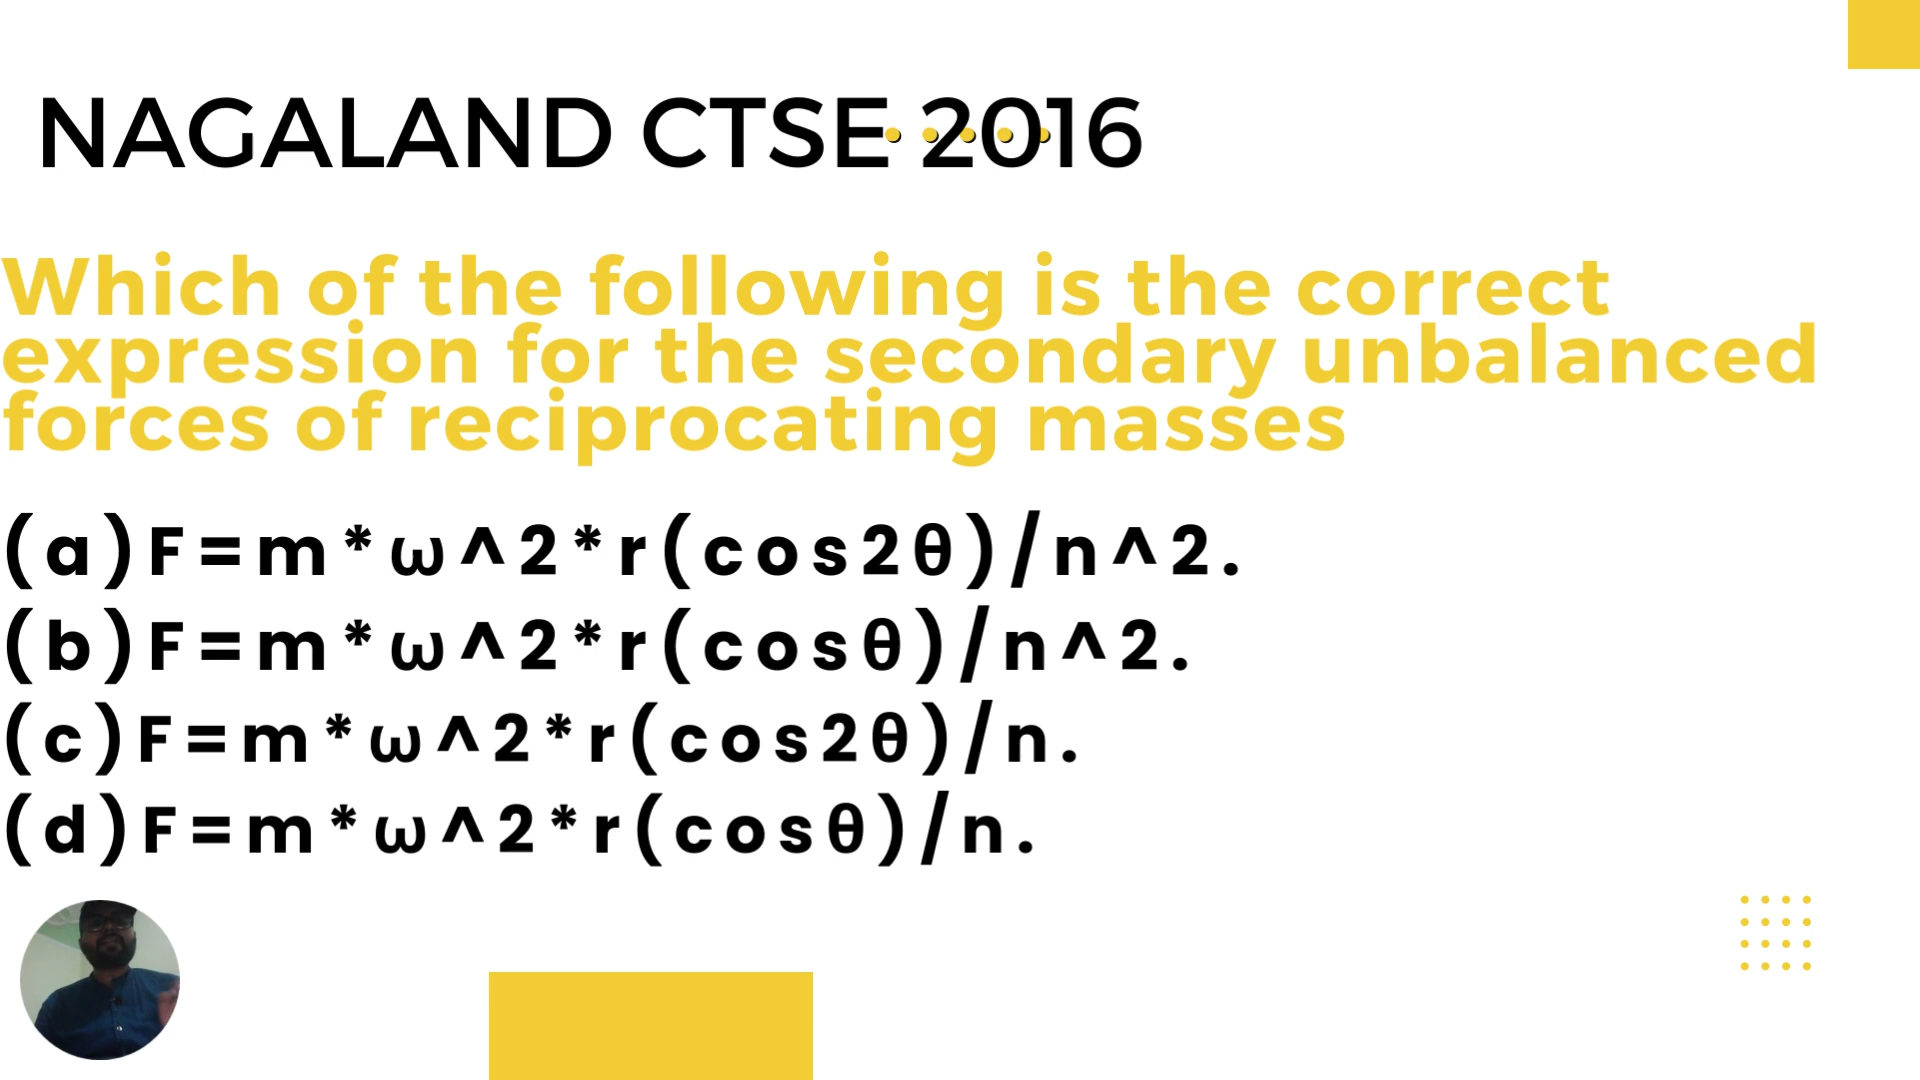 NAGALAND CTSE 2016
Which of the following is the correct
expression for the secondary unbalanced
forces of reciprocating masses
(a)F=m*ω^2*r(cos2θ)/n^2.
(b)F=m*ω^2*r(cosθ)/n^2.
(c)F=m*ω^2*r(cos2θ)/n.
(d)F=m*ω^2*r(cosθ)/n.